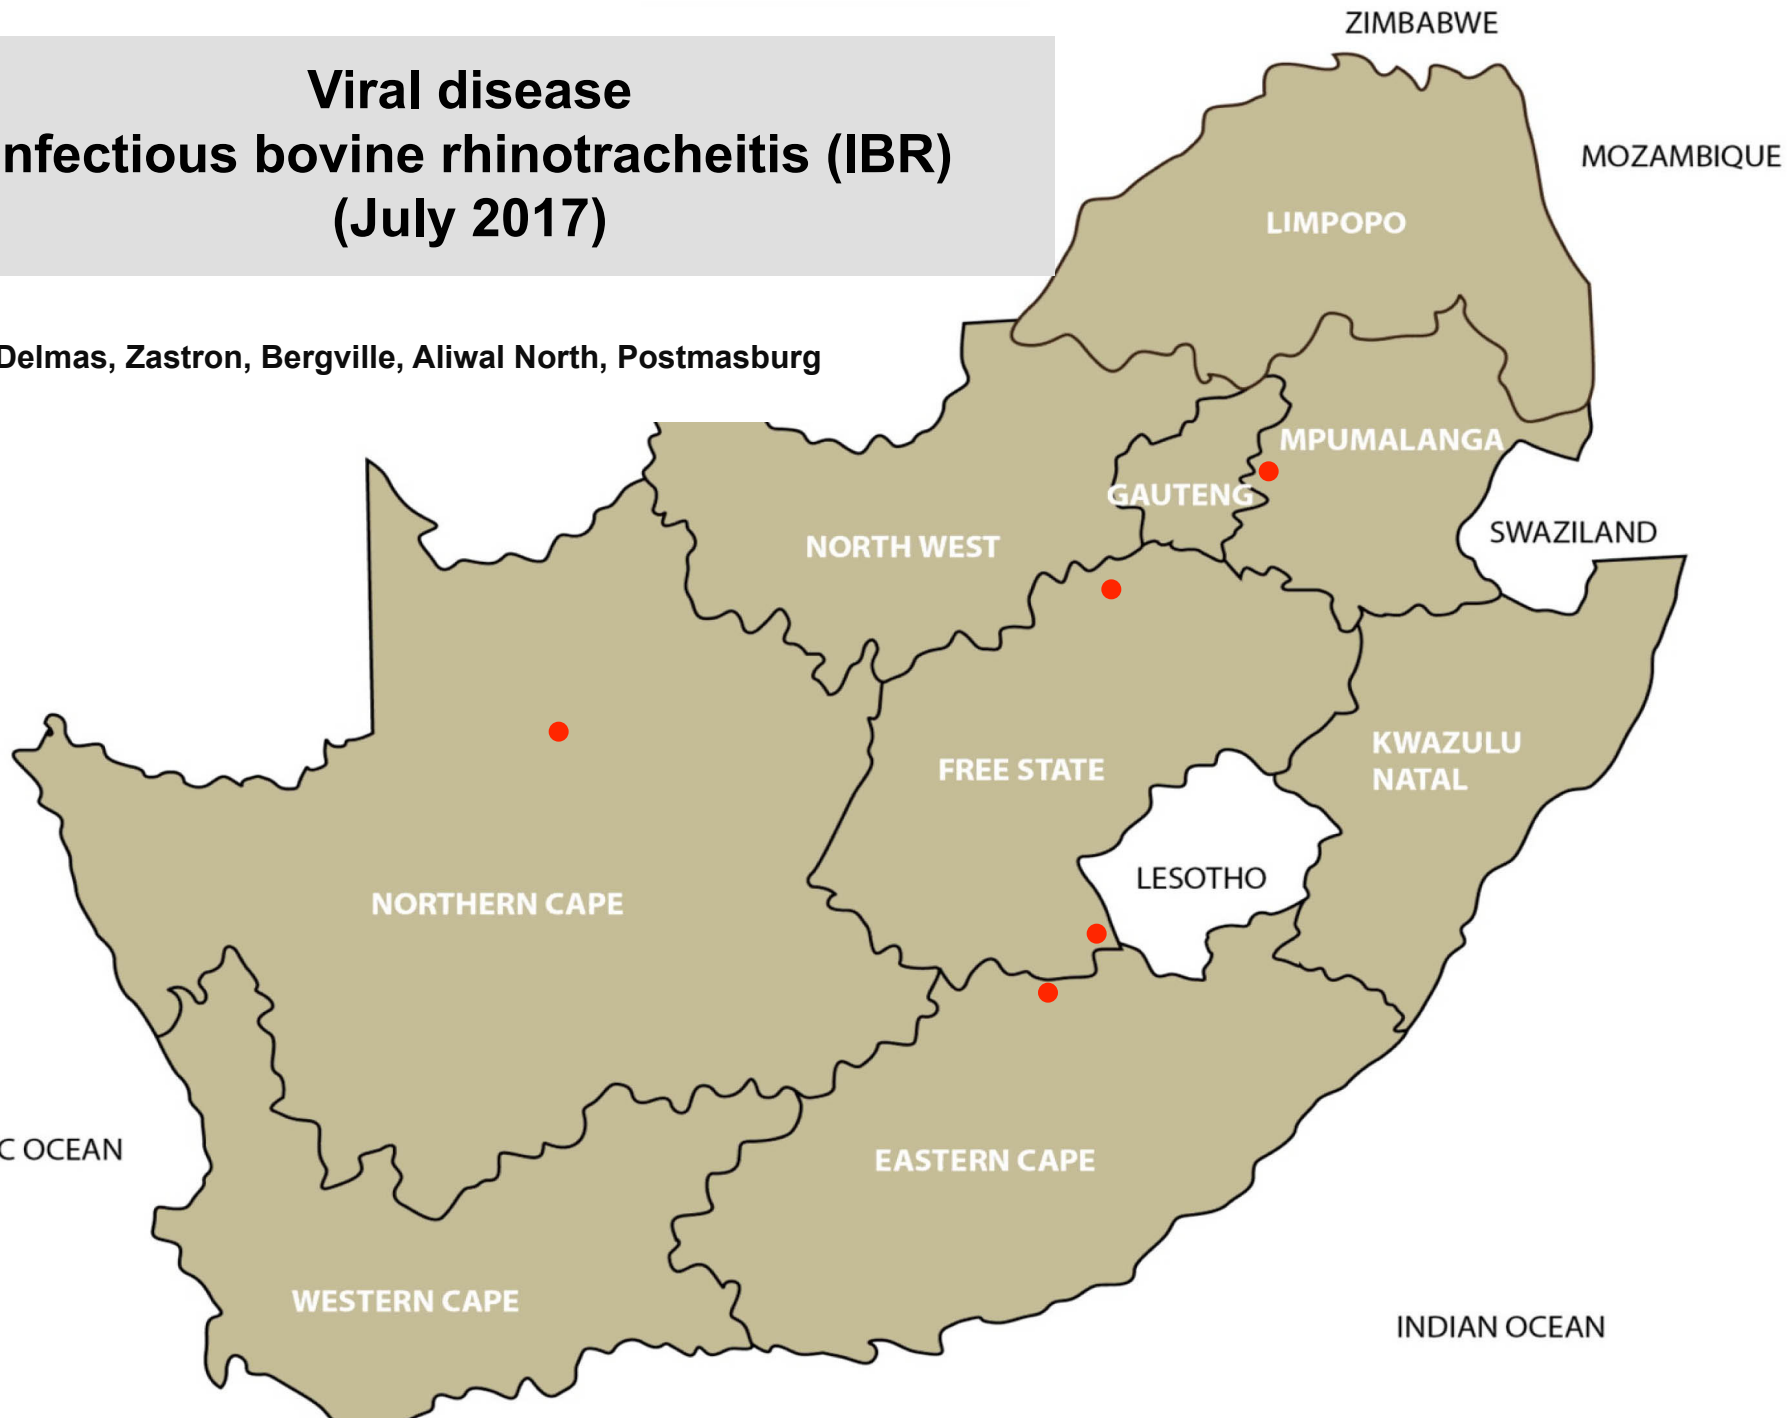 Viral disease
nfectious bovine rhinotracheitis (IBR)
(July 2017)
Delmas, Zastron, Bergville, Aliwal North, Postmasburg
ZIMBABWE
MOZAMBIQUE
LIMPOPO
MPUMALANGA
GAUTENG
SWAZILAND
NORTH WEST
KWAZULU
NATAL
FREE STATE
LESOTHO
NORTHERN CAPE
C OCEAN
EASTERN CAPE
WESTERN CAPE
INDIAN OCEAN